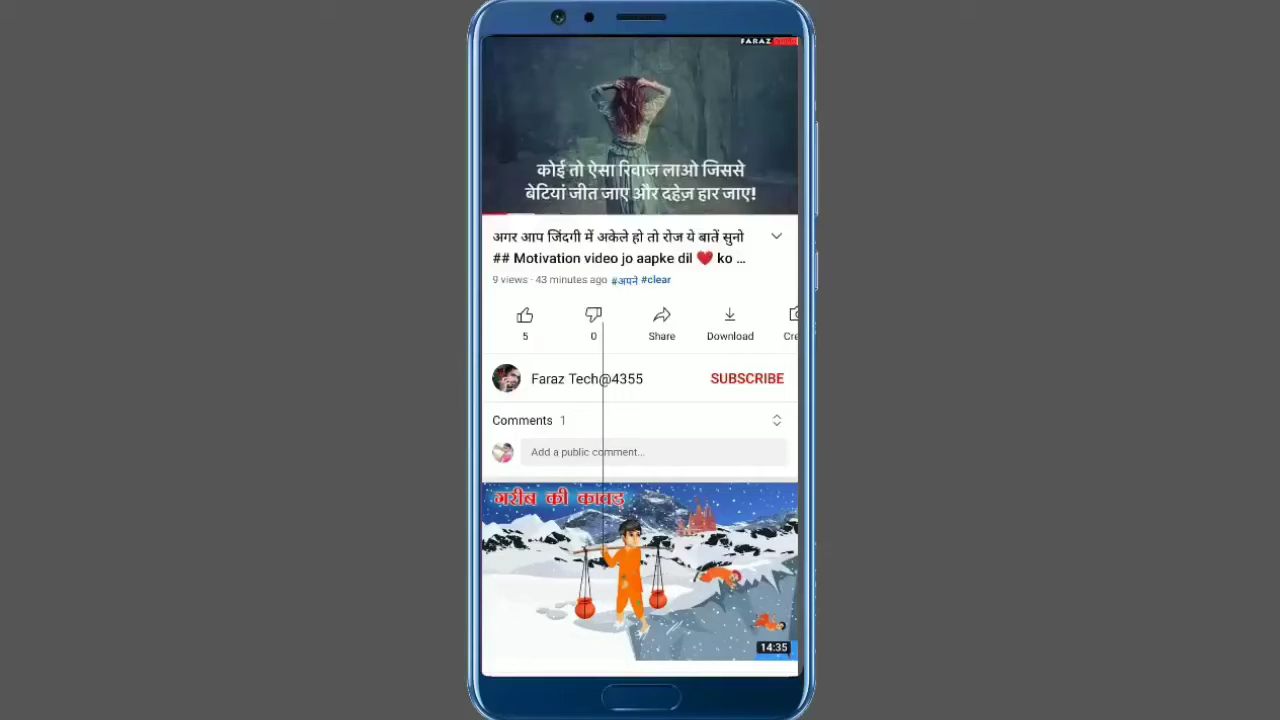 FARAZ
कोई तो ऐसा रिवाज लाओ जिससे
बेटियां जीत जाए और दहेज़ हार जाए!
अगर आप जिंदगी में अकेले हो तो रोज ये बातें सुनो
## Motivation video jo aapke dil ❤️ ko ...
9 views · 43 minutes ago #अपने #clear
5 0 Share Download Cre
Faraz Tech@4355 SUBSCRIBE
Comments 1
Add a public comment...
गरीब की कावड़
14:35